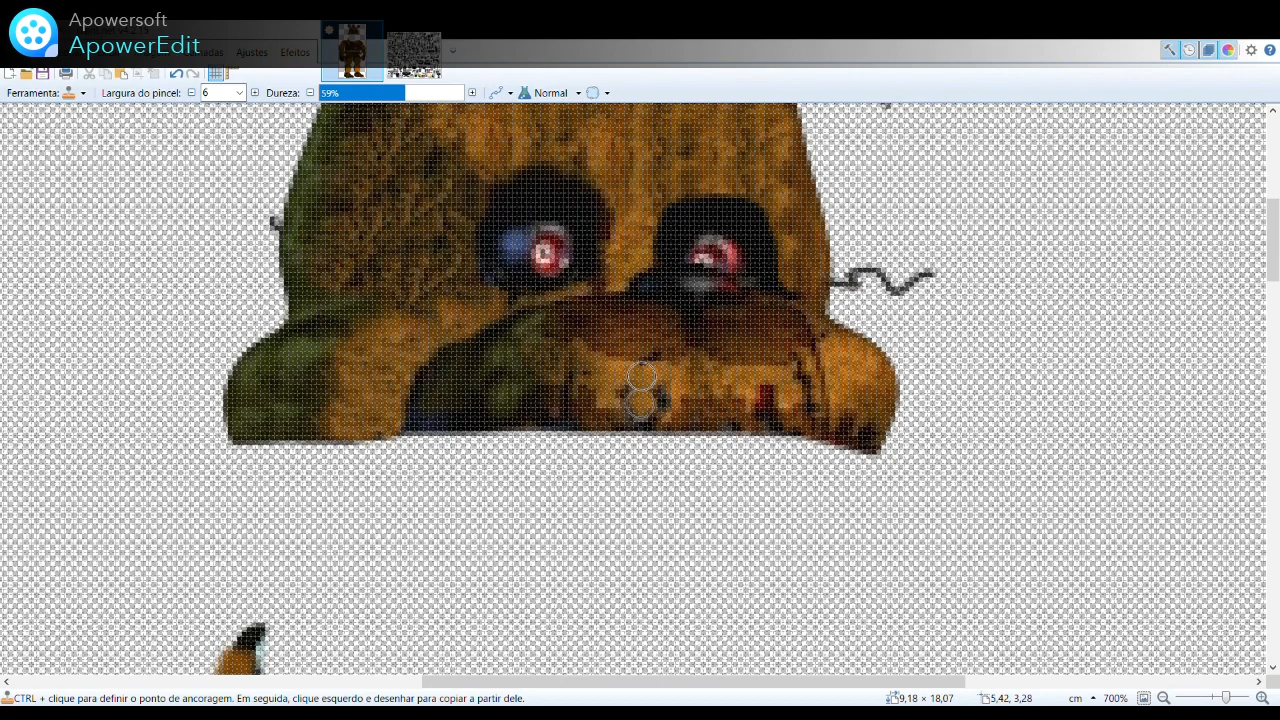 Apowersoft
ApowerEdit
Ajustes Efeitos
Ferramenta: Largura do pincel: 6 Dureza: 59% Normal
CTRL + clique para definir o ponto de ancoragem. Em seguida, clique esquerdo e desenhar para copiar a partir dele. 9,18 × 18,07 5,42, 3,28 cm 700%